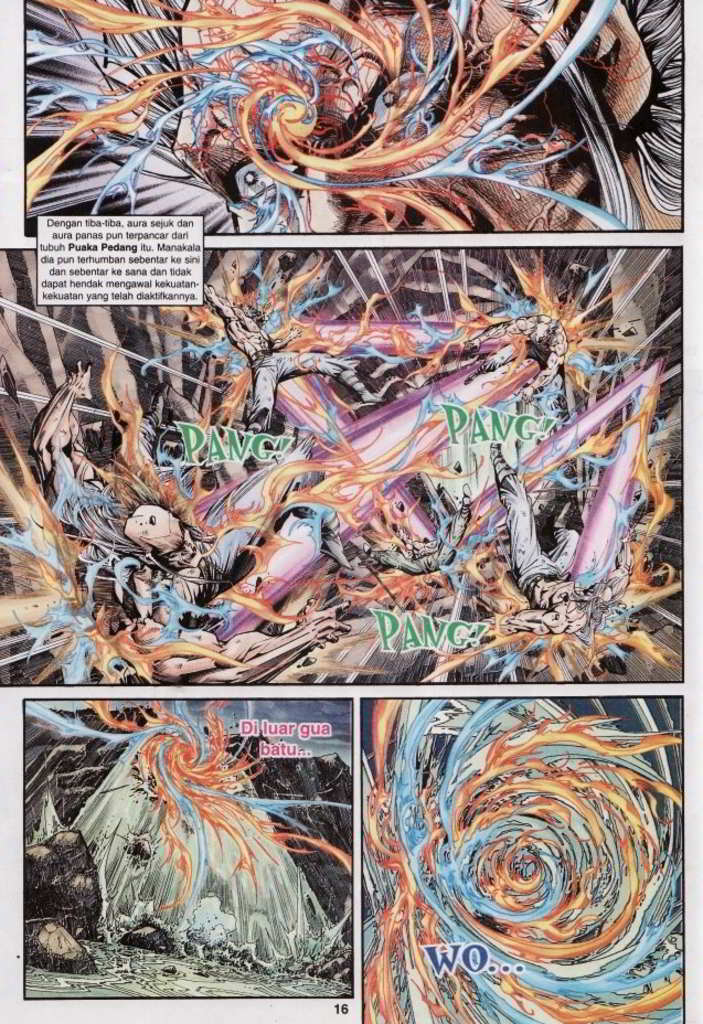 Dengan tiba-tiba, aura sejuk dan
aura panas pun terpancar dari
tubuh Puaka Pedang itu. Manakala
dia pun terhumban sebentar ke sini
dan sebentar ke sana dan tidak
dapat hendak mengawal kekuatan-
kekuatan yang telah diaktifkannya.
PANG!
PANG!
PANG!
Di luar gua
batu...
WO...
16